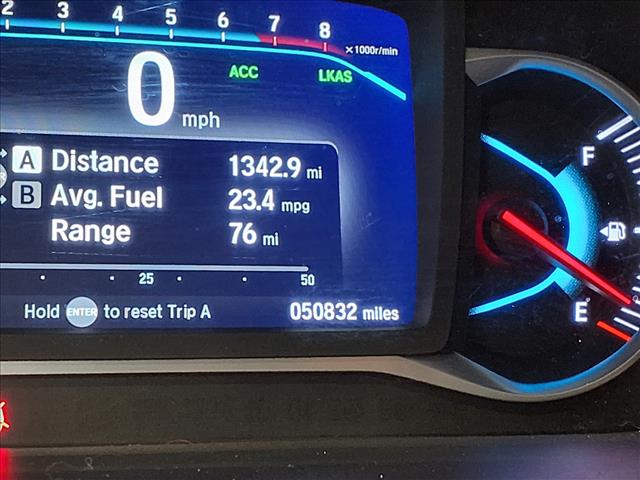 2 3 4 5 6 7 8
x1000r/min
ACC LKAS
0 mph
A Distance 1342.9 mi
B Avg. Fuel 23.4 mpg
Range 76 mi
25 50
Hold ENTER to reset Trip A 050832 miles
F
E